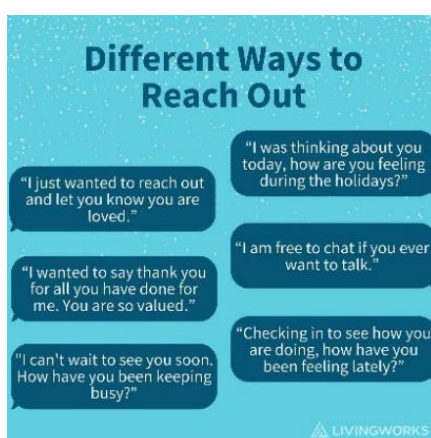 Different Ways to
Reach Out
“I just wanted to reach out
and let you know you are
loved.”
“I wanted to say thank you
for all you have done for
me. You are so valued.”
"I can't wait to see you soon.
How have you been keeping
busy?"
“I was thinking about you
today, how are you feeling
during the holidays?”
“I am free to chat if you ever
want to talk.”
“Checking in to see how you
are doing, how have you
been feeling lately?”
LIVINGWORKS